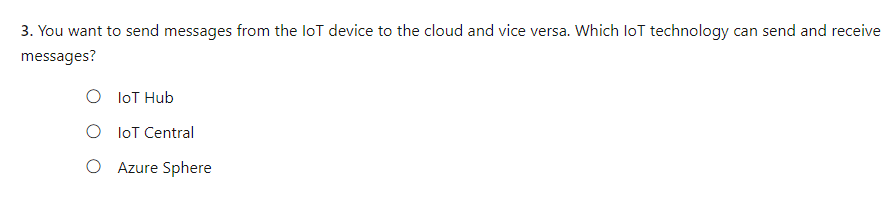 3. You want to send messages from the IoT device to the cloud and vice versa. Which IoT technology can send and receive
messages?
IoT Hub
IoT Central
Azure Sphere